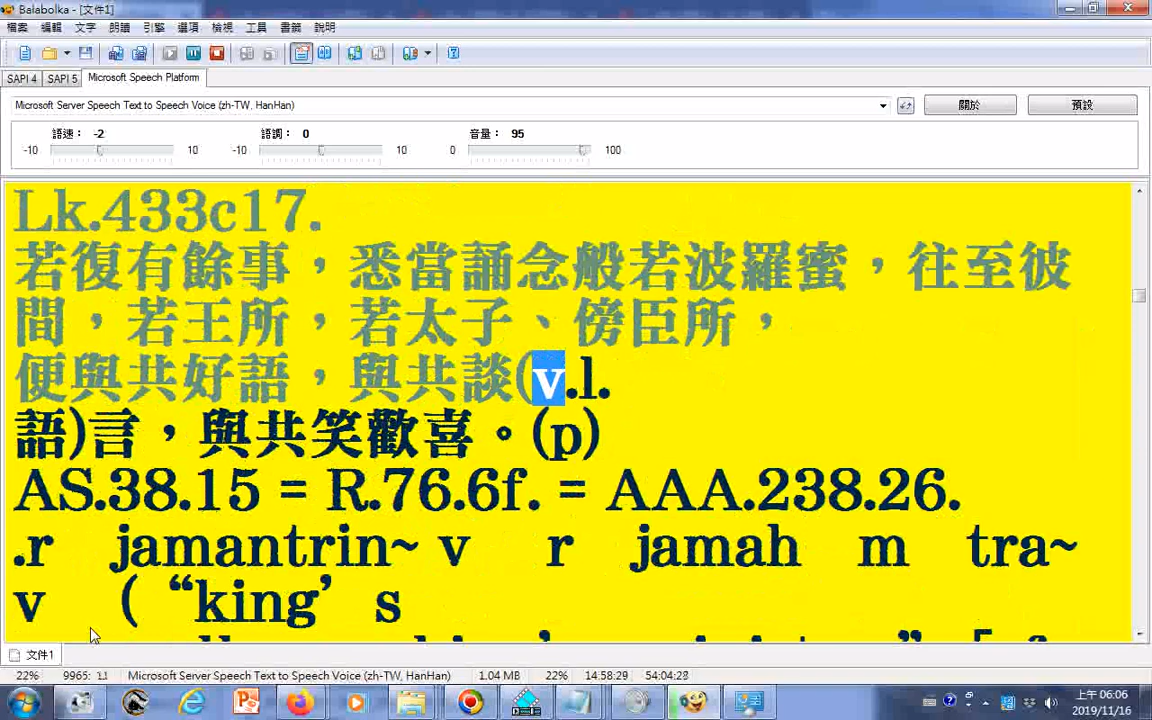 Balabolka - [文件1]
檔案 編輯 文字 朗讀 引擎 選項 檢視 工具 書籤 說明
SAPI 4 SAPI 5 Microsoft Speech Platform
Microsoft Server Speech Text to Speech Voice (zh-TW, HanHan) 關於 預設
語速： -2 語調： 0 音量： 95
-10 10 -10 10 0 100
Lk.433c17.
若復有餘事，悉當誦念般若波羅蜜，往至彼
間，若王所，若太子、傍臣所，
便與共好語，與共談(v.l.
語)言，與共笑歡喜。(p)
AS.38.15 = R.76.6f. = AAA.238.26.
.r jamantrin~ v r jamah m tra~
v ( “king’ s
文件1
22% 9965: 11 Microsoft Server Speech Text to Speech Voice (zh-TW, HanHan) 1.04 MB 22% 14:58:29 54:04:28
上午 06:06
2019/11/16